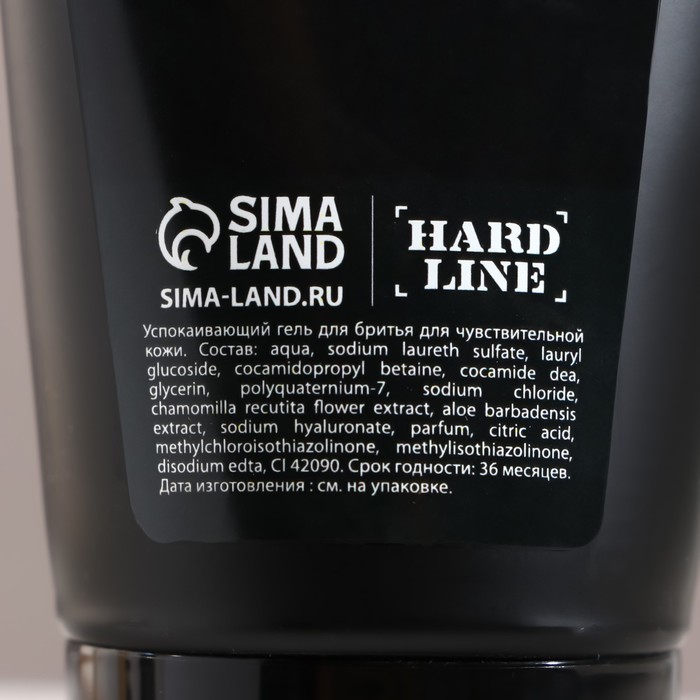 SIMA
LAND
SIMA-LAND.RU
HARD
LINE
Успокаивающий гель для бритья для чувствительной
кожи. Состав: aqua, sodium laureth sulfate, lauryl
glucoside, cocamidopropyl betaine, cocamide dea,
glycerin, polyquaternium-7, sodium chloride,
chamomilla recutita flower extract, aloe barbadensis
extract, sodium hyaluronate, parfum, citric acid,
methylchloroisothiazolinone, methylisothiazolinone,
disodium edta, CI 42090. Срок годности: 36 месяцев.
Дата изготовления : см. на упаковке.